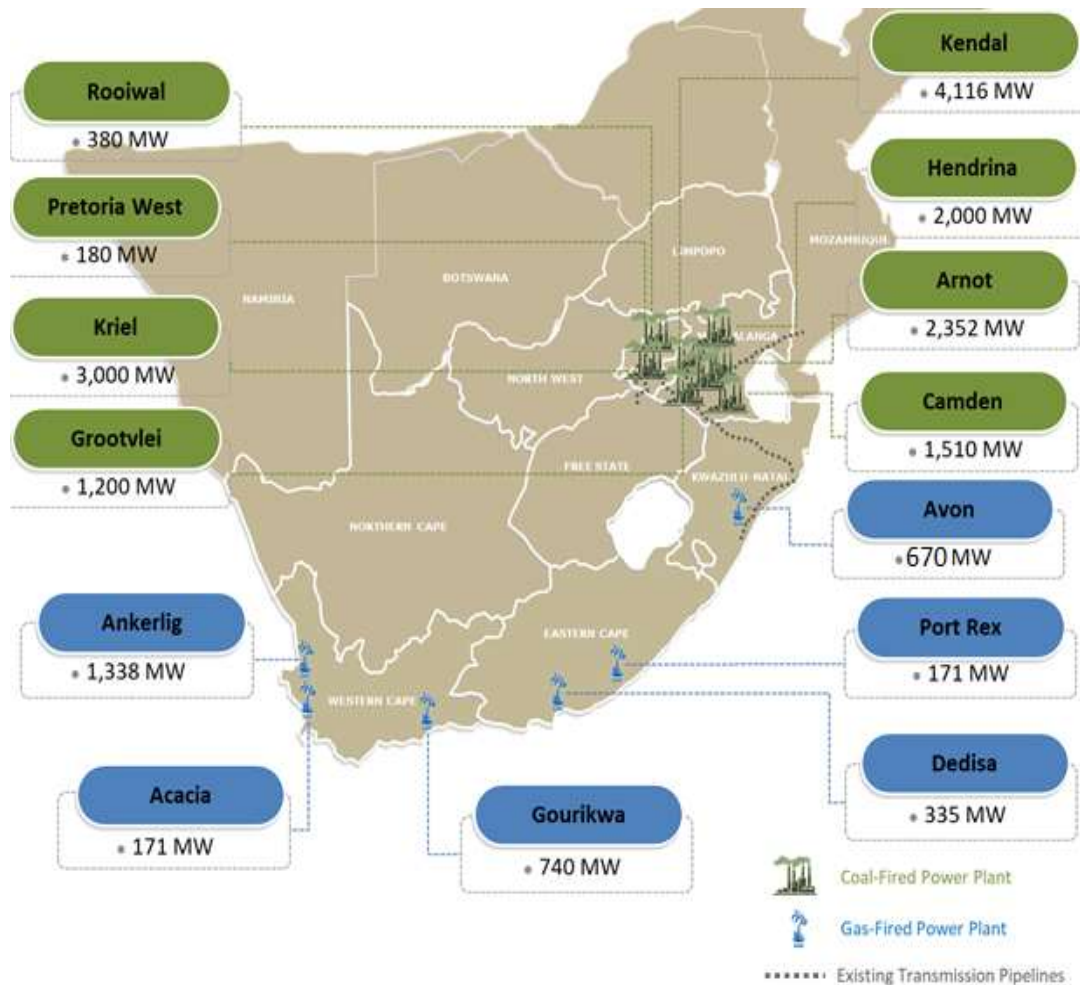 Rooiwal
• 380 MW
Pretoria West
• 180 MW
Kriel
• 3,000 MW
Grootvlei
• 1,200 MW
Kendal
• 4,116 MW
Hendrina
• 2,000 MW
Arnot
• 2,352 MW
Camden
• 1,510 MW
Avon
• 670 MW
Port Rex
• 171 MW
Dedisa
• 335 MW
Ankerlig
• 1,338 MW
Acacia
• 171 MW
Gourikwa
• 740 MW
NAMIBIA
BOTSWANA
LIMPOPO
MOZAMBIQUE
ALANGA
NORTH WEST
FREE STATE
KWAZULU-NATAL
NORTHERN CAPE
EASTERN CAPE
WESTERN CAPE
Coal-Fired Power Plant
Gas-Fired Power Plant
Existing Transmission Pipelines